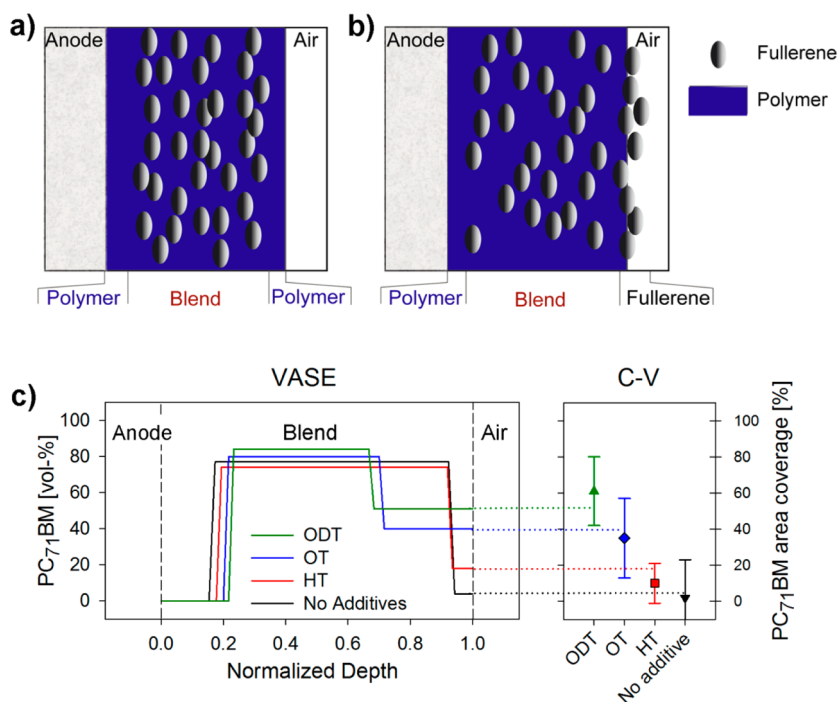 a)
Anode
Air
Polymer
Blend
Polymer
b)
Anode
Air
Polymer
Blend
Fullerene
Fullerene
Polymer
c)
VASE
C-V
PC71BM [vol-%]
100
80
60
40
20
0
Anode
Blend
Air
ODT
OT
HT
No Additives
0.0
0.2
0.4
0.6
0.8
1.0
Normalized Depth
100
80
60
40
20
0
PC71BM area coverage [%]
ODT
OT
HT
No additive